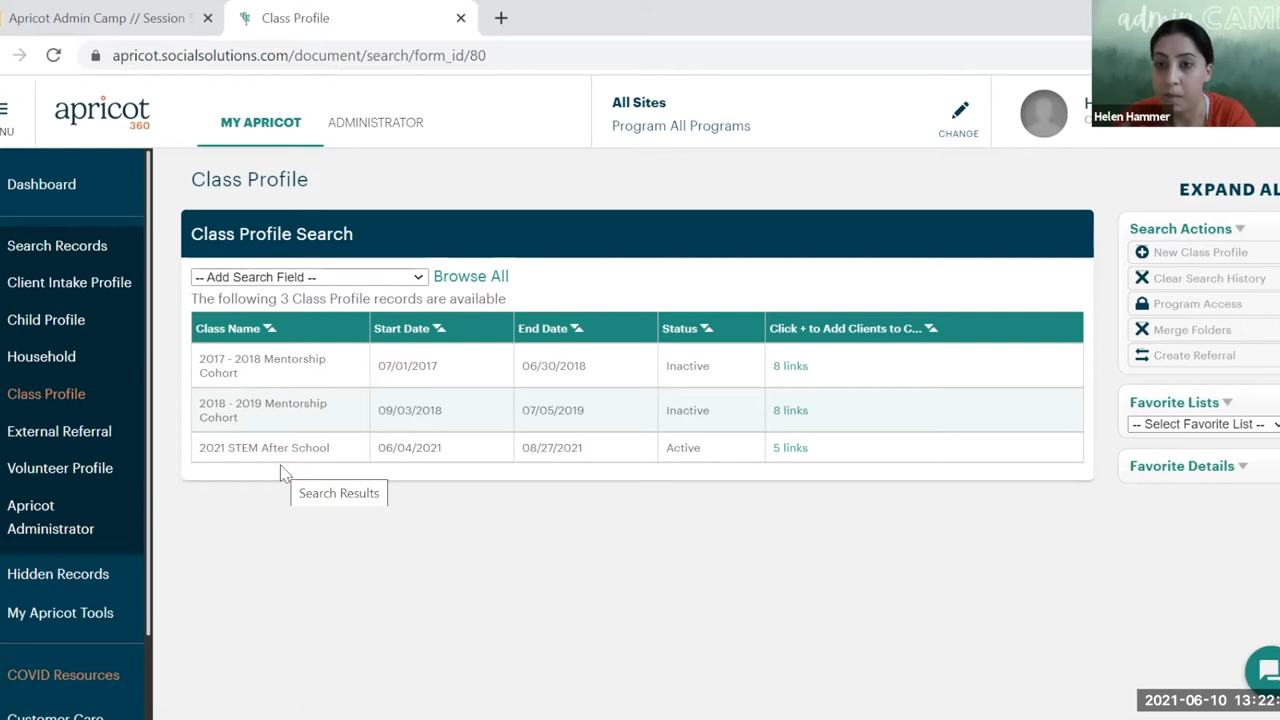 Apricot Admin Camp // Session
Class Profile
apricot.socialsolutions.com/document/search/form_id/80
admin CAMP
Helen Hammer
NU
apricot
360
MY APRICOT
ADMINISTRATOR
All Sites
Program All Programs
CHANGE
Dashboard
Search Records
Client Intake Profile
Child Profile
Household
Class Profile
External Referral
Volunteer Profile
Apricot
Administrator
Hidden Records
My Apricot Tools
COVID Resources
Customer Care
Class Profile
Class Profile Search
-- Add Search Field --
Browse All
The following 3 Class Profile records are available
Class Name Start Date End Date Status Click + to Add Clients to C...
2017 - 2018 Mentorship
Cohort
07/01/2017 06/30/2018 Inactive 8 links
2018 - 2019 Mentorship
Cohort
09/03/2018 07/05/2019 Inactive 8 links
2021 STEM After School 06/04/2021 08/27/2021 Active 5 links
Search Results
EXPAND AL
Search Actions
New Class Profile
Clear Search History
Program Access
Merge Folders
Create Referral
Favorite Lists
-- Select Favorite List --
Favorite Details
2021-06-10 13:22: